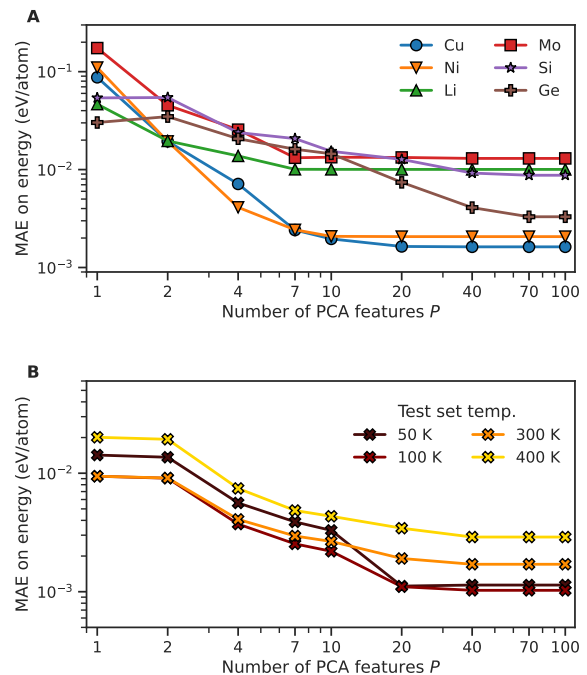 A
MAE on energy (eV/atom)
10⁻¹
10⁻²
10⁻³
Cu
Ni
Li
Mo
Si
Ge
1 2 4 7 10 20 40 70 100
Number of PCA features P
B
MAE on energy (eV/atom)
10⁻²
10⁻³
Test set temp.
50 K
100 K
300 K
400 K
1 2 4 7 10 20 40 70 100
Number of PCA features P